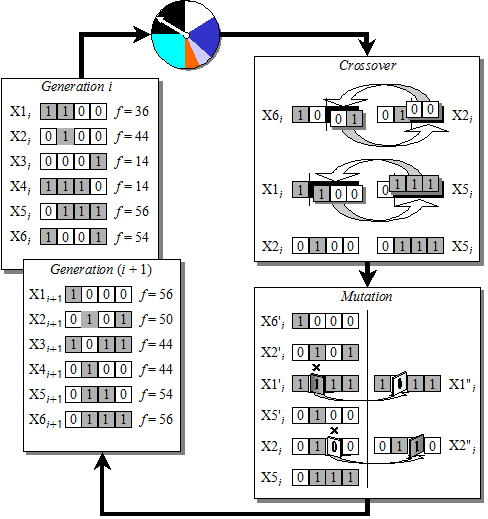 Generation i
X1i 1 1 0 0 f = 36
X2i 0 1 0 0 f = 44
X3i 0 0 0 1 f = 14
X4i 1 1 1 0 f = 14
X5i 0 1 1 1 f = 56
X6i 1 0 0 1 f = 54
Generation (i + 1)
X1i+1 1 0 0 0 f = 56
X2i+1 0 1 0 1 f = 50
X3i+1 1 0 1 1 f = 44
X4i+1 0 1 0 0 f = 44
X5i+1 0 1 1 0 f = 54
X6i+1 0 1 1 1 f = 56
Crossover
X6i 1 0 0 1 0 1 0 0 X2i
X1i 1 1 0 0 0 1 1 1 X5i
X2i 0 1 0 0 0 1 1 1 X5i
Mutation
X6'i 1 0 0 0
X2'i 0 1 0 1
X1'i 1 1 1 1 1 0 1 1 X1"i
X5'i 0 1 0 0
X2i 0 1 0 0 0 1 1 0 X2"i
X5i 0 1 1 1